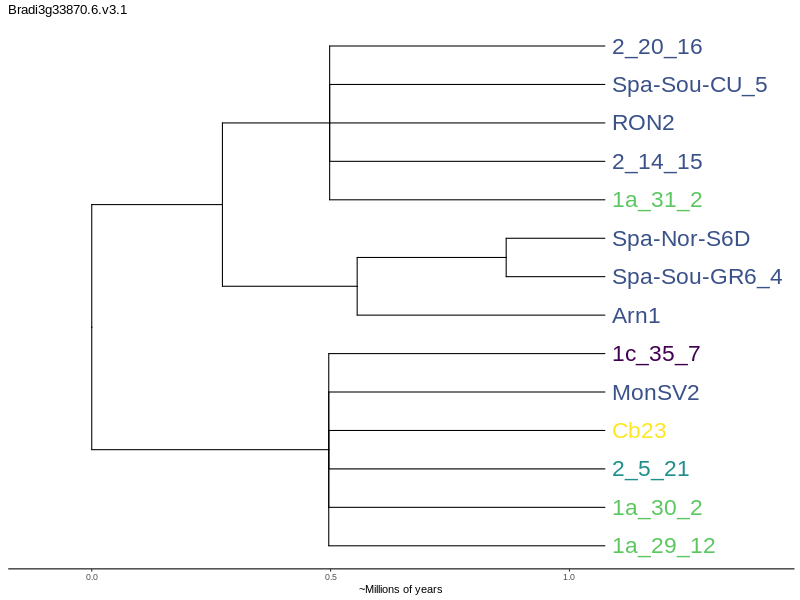 Bradi3g33870.6.v3.1
2_20_16
Spa-Sou-CU_5
RON2
2_14_15
1a_31_2
Spa-Nor-S6D
Spa-Sou-GR6_4
Arn1
1c_35_7
MonSV2
Cb23
2_5_21
1a_30_2
1a_29_12
0.0 0.5 1.0
~Millions of years